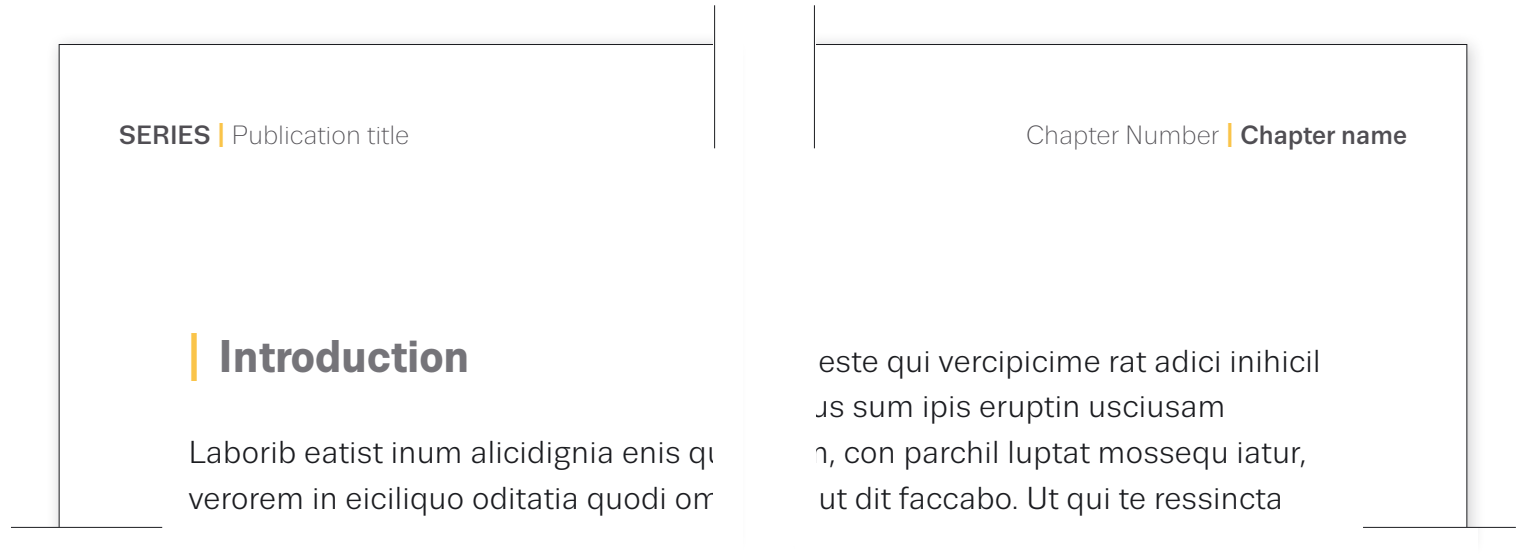 SERIES | Publication title
Chapter Number | Chapter name
Introduction
Laborib eatist inum alicidignia enis
verorem in eiciliquo oditatia quodi
este qui vercipicime rat adici inihicil
sum ipis eruptin usciusam
con parchil luptat mossequ iatur,
ut dit faccabo. Ut qui te ressincta